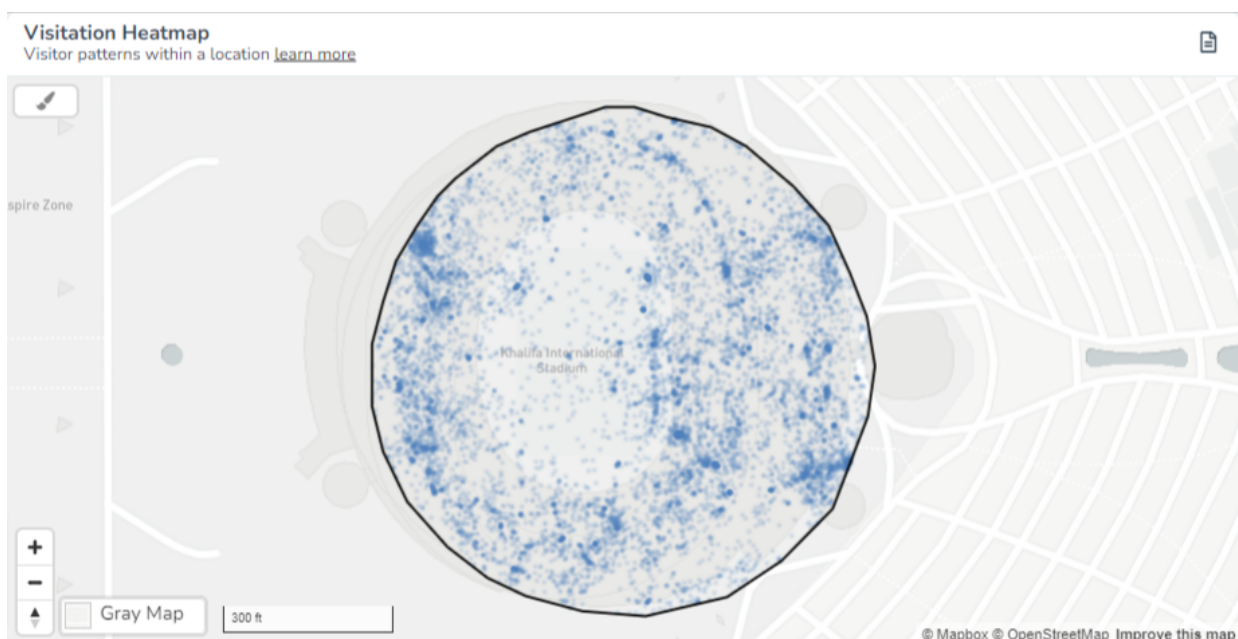 Visitation Heatmap
Visitor patterns within a location learn more
spire Zone
Khalifa International
Stadium
Gray Map
300 ft
© Mapbox © OpenStreetMap Improve this map